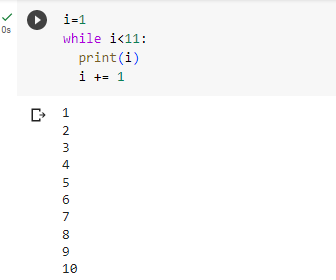 0s
i=1
while i<11:
  print(i)
  i += 1
1
2
3
4
5
6
7
8
9
10